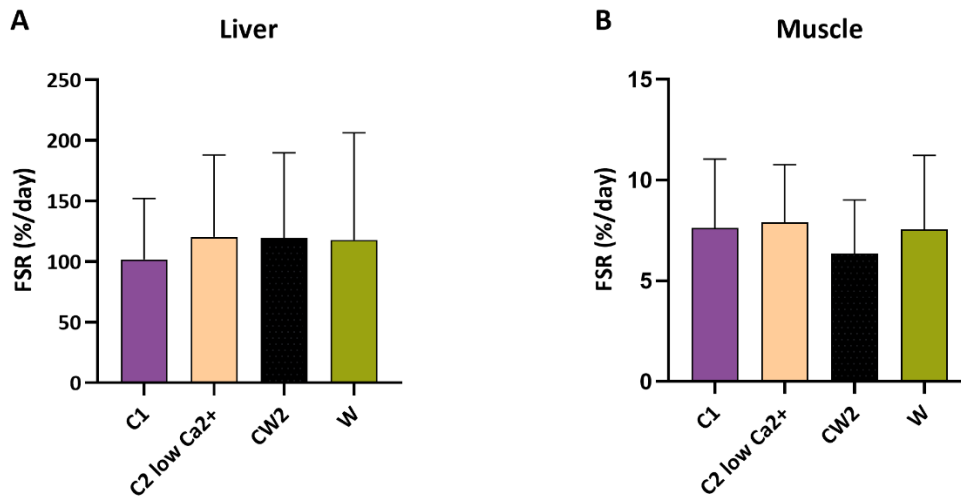 A
Liver
FSR (%/day)
250
200
150
100
50
0
C1
C2 low Ca2+
CW2
W
B
Muscle
FSR (%/day)
15
10
5
0
C1
C2 low Ca2+
CW2
W